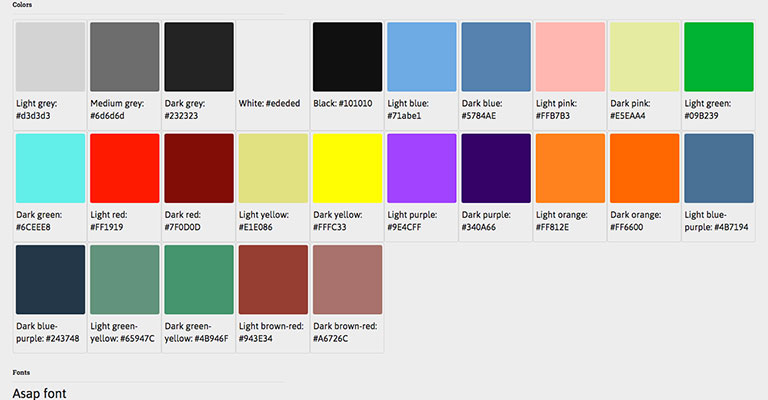 Colors
Light grey:
#d3d3d3
Medium grey:
#6d6d6d
Dark grey:
#232323
White: #ededed
Black: #101010
Light blue:
#71abe1
Dark blue:
#5784AE
Light pink:
#FFB7B3
Dark pink:
#E5EAA4
Light green:
#09B239
Dark green:
#6CEEE8
Light red:
#FF1919
Dark red:
#7F0D0D
Light yellow:
#E1E086
Dark yellow:
#FFFC33
Light purple:
#9E4CFF
Dark purple:
#340A66
Light orange:
#FF812E
Dark orange:
#FF6600
Light blue-
purple: #4B7194
Dark blue-
purple: #243748
Light green-
yellow: #65947C
Dark green-
yellow: #4B946F
Light brown-red:
#943E34
Dark brown-red:
#A6726C
Fonts
Asap font